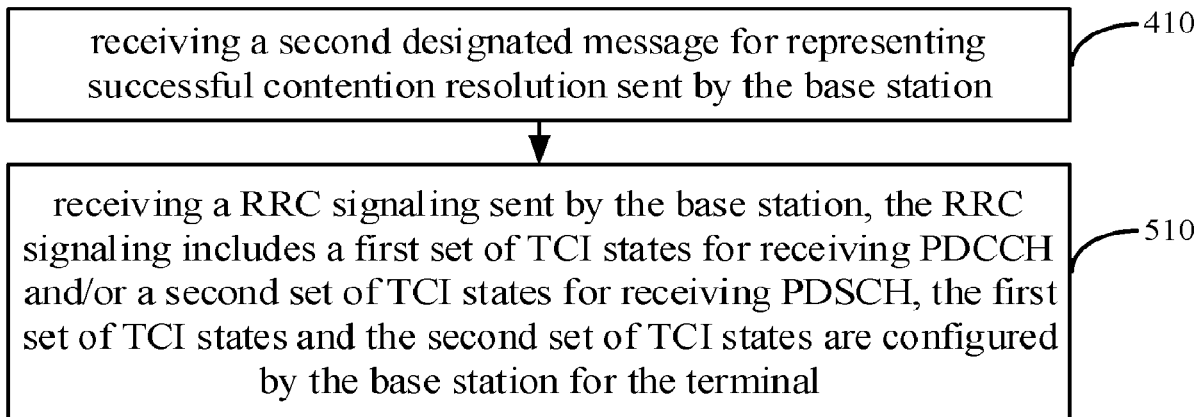 receiving a second designated message for representing
successful contention resolution sent by the base station
410
receiving a RRC signaling sent by the base station, the RRC
signaling includes a first set of TCI states for receiving PDCCH
and/or a second set of TCI states for receiving PDSCH, the first
set of TCI states and the second set of TCI states are configured
by the base station for the terminal
510